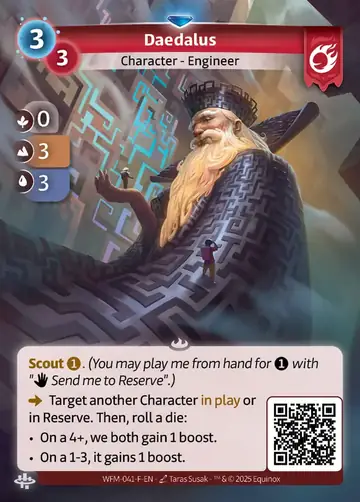 3
Daedalus
3
Character - Engineer
0
3
3
Scout 1. (You may play me from hand for 1 with
" Send me to Reserve".)
Target another Character in play or
in Reserve. Then, roll a die:
• On a 4+, we both gain 1 boost.
• On a 1-3, it gains 1 boost.
WFM-041-F-EN - Taras Susak - ™ & © 2025 Equinox